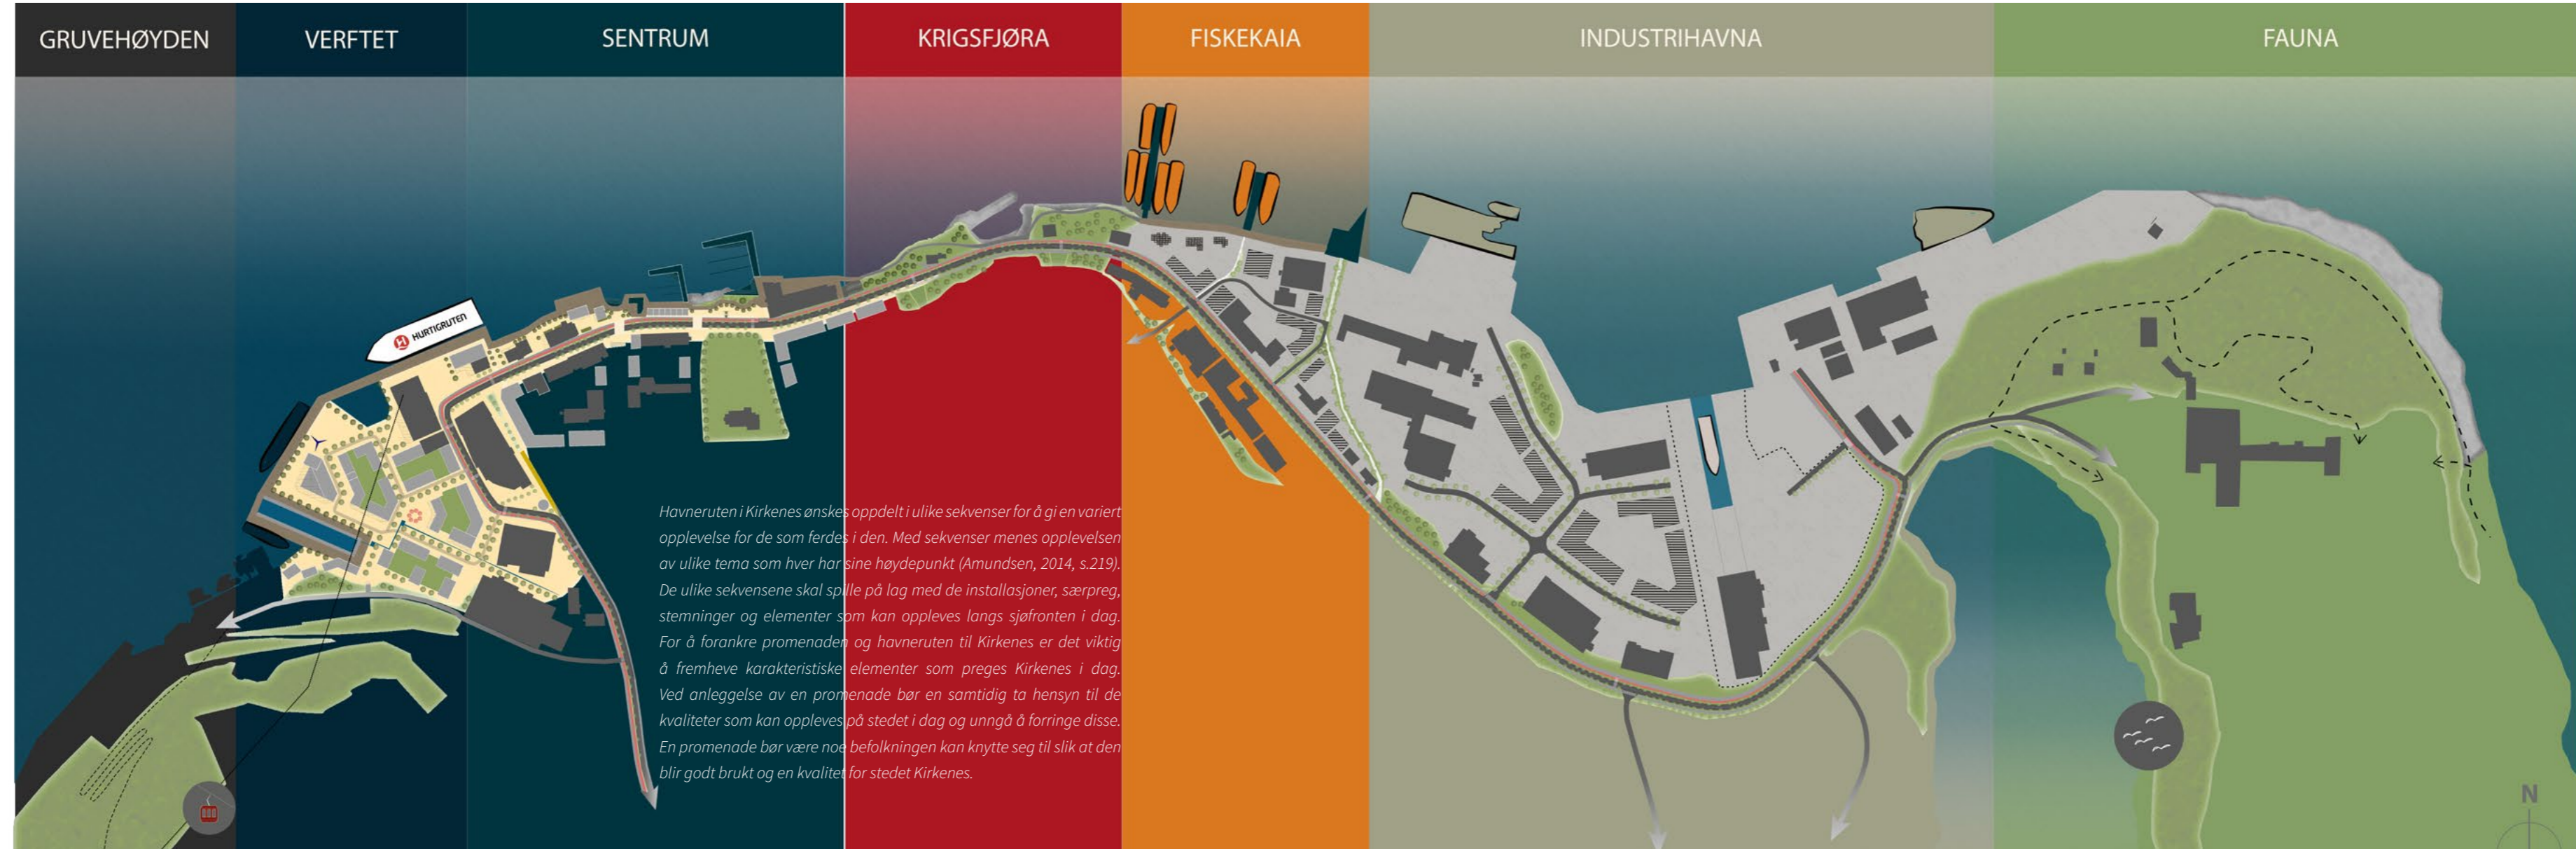 GRUVEHØYDEN
VERFTET
SENTRUM
KRIGSFJØRA
FISKEKAIA
INDUSTRIHAVNA
FAUNA
HURTIGRUTEN
Havneruten i Kirkenes ønskes oppdelt i ulike sekvenser for å gi en variert
opplevelse for de som ferdes i den. Med sekvenser menes opplevelsen
av ulike tema som hver har sine høydepunkt (Amundsen, 2014, s.219).
De ulike sekvensene skal spille på lag med de installasjoner, særpreg,
stemninger og elementer som kan oppleves langs sjøfronten i dag.
For å forankre promenaden og havneruten til Kirkenes er det viktig
å fremheve karakteristiske elementer som preges Kirkenes i dag.
Ved anleggelse av en promenade bør en samtidig ta hensyn til de
kvaliteter som kan oppleves på stedet i dag og unngå å forringe disse.
En promenade bør være noe befolkningen kan knytte seg til slik at den
blir godt brukt og en kvalitet for stedet Kirkenes.
N